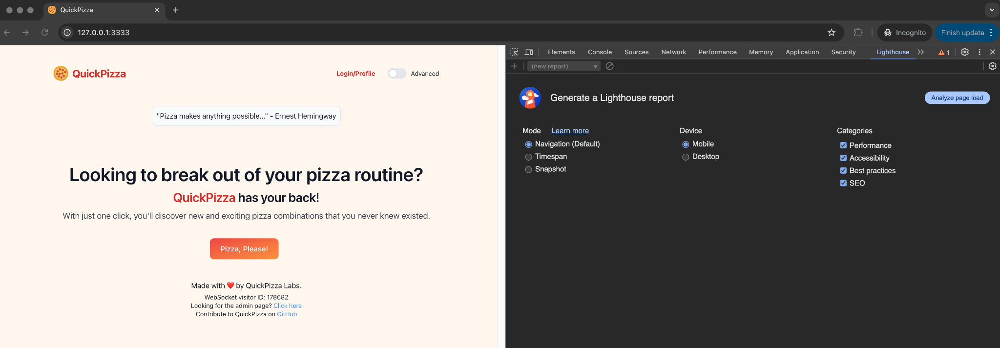 QuickPizza
127.0.0.1:3333
Incognito
Finish update
QuickPizza
Login/Profile
Advanced
"Pizza makes anything possible..." - Ernest Hemingway
Looking to break out of your pizza routine?
QuickPizza has your back!
With just one click, you'll discover new and exciting pizza combinations that you never knew existed.
Pizza, Please!
Made with ❤️ by QuickPizza Labs.
WebSocket visitor ID: 178682
Looking for the admin page? Click here
Contribute to QuickPizza on GitHub
Elements Console Sources Network Performance Memory Application Security Lighthouse 1
(new report)
Generate a Lighthouse report
Analyze page load
Mode Learn more
Navigation (Default)
Timespan
Snapshot
Device
Mobile
Desktop
Categories
Performance
Accessibility
Best practices
SEO